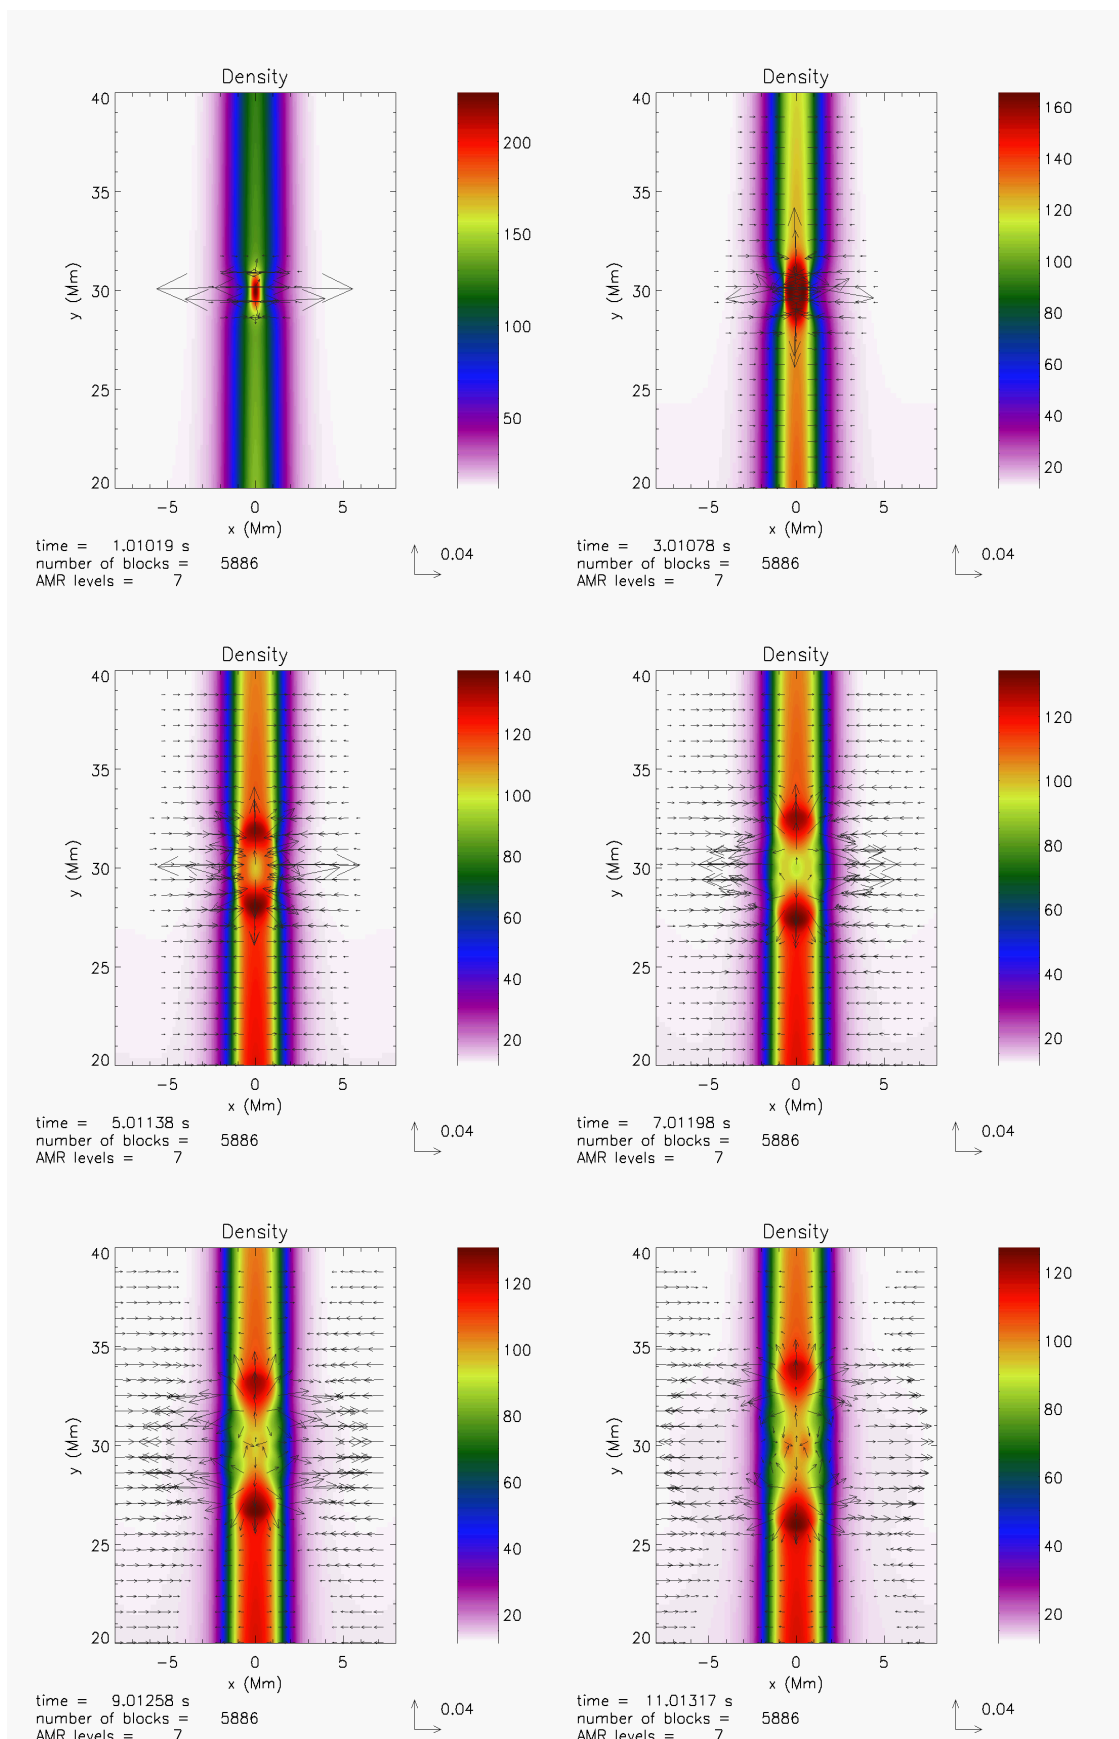 Density
Density
40
35
30
25
20
y (Mm)
-5 0 5
x (Mm)
200
150
100
50
40
35
30
25
20
y (Mm)
-5 0 5
x (Mm)
160
140
120
100
80
60
40
20
time = 1.01019 s
number of blocks = 5886
AMR levels = 7
0.04
time = 3.01078 s
number of blocks = 5886
AMR levels = 7
0.04
Density
Density
40
35
30
25
20
y (Mm)
-5 0 5
x (Mm)
140
120
100
80
60
40
20
40
35
30
25
20
y (Mm)
-5 0 5
x (Mm)
120
100
80
60
40
20
time = 5.01138 s
number of blocks = 5886
AMR levels = 7
0.04
time = 7.01198 s
number of blocks = 5886
AMR levels = 7
0.04
Density
Density
40
35
30
25
20
y (Mm)
-5 0 5
x (Mm)
120
100
80
60
40
20
40
35
30
25
20
y (Mm)
-5 0 5
x (Mm)
120
100
80
60
40
20
time = 9.01258 s
number of blocks = 5886
AMR levels = 7
0.04
time = 11.01317 s
number of blocks = 5886
AMR levels = 7
0.04